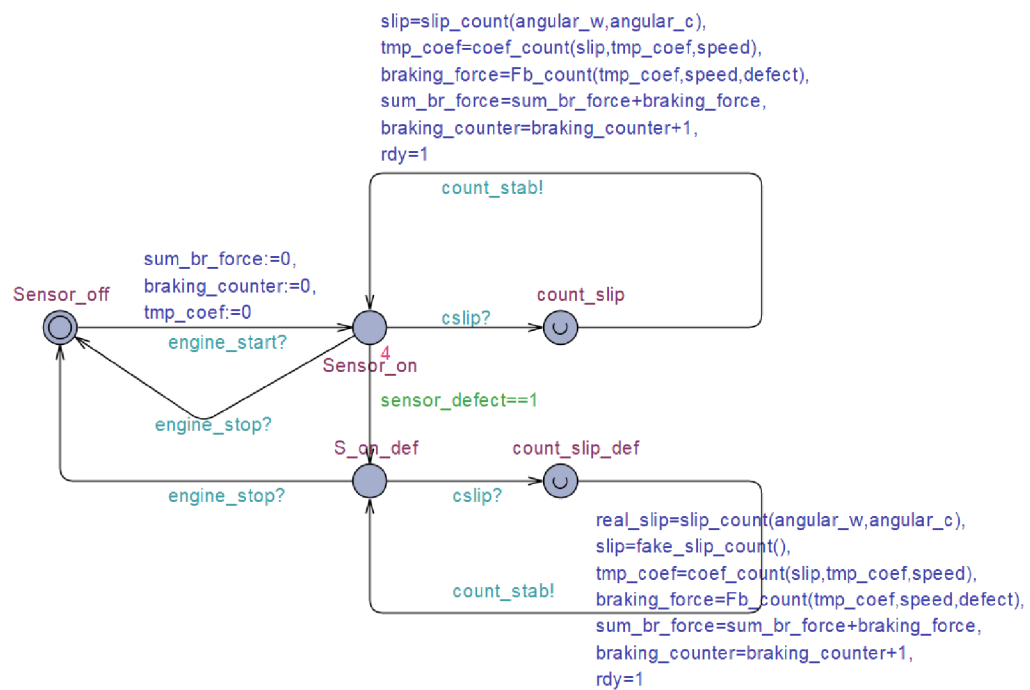 slip=slip_count(angular_w,angular_c),
tmp_coef=coef_count(slip,tmp_coef,speed),
braking_force=Fb_count(tmp_coef,speed,defect),
sum_br_force=sum_br_force+braking_force,
braking_counter=braking_counter+1,
rdy=1
count_stab!
sum_br_force:=0,
braking_counter:=0,
tmp_coef:=0
Sensor_off
engine_start?
count_slip
cslip?
4
Sensor_on
sensor_defect==1
engine_stop?
S_on_def
count_slip_def
engine_stop?
cslip?
count_stab!
real_slip=slip_count(angular_w,angular_c),
slip=fake_slip_count(),
tmp_coef=coef_count(slip,tmp_coef,speed),
braking_force=Fb_count(tmp_coef,speed,defect),
sum_br_force=sum_br_force+braking_force,
braking_counter=braking_counter+1,
rdy=1